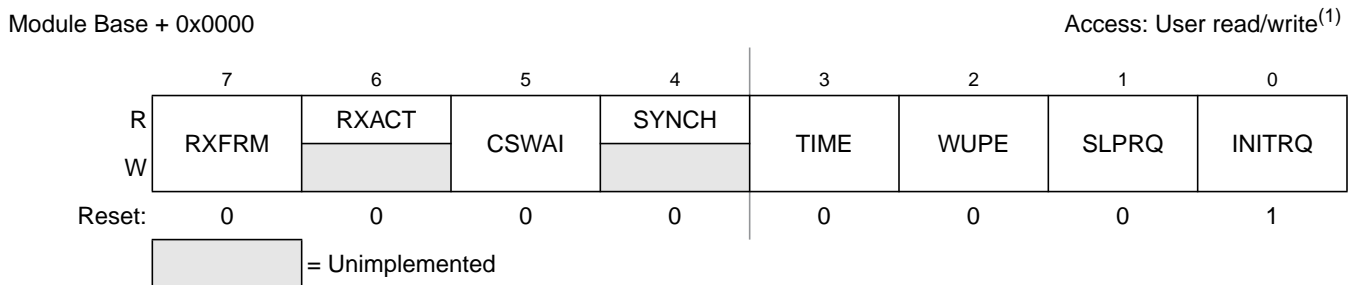 Module Base + 0x0000 Access: User read/write(1)
7 6 5 4 3 2 1 0
R RXFRM RXACT CSWAI SYNCH TIME WUPE SLPRQ INITRQ
W
Reset: 0 0 0 0 0 0 0 1
= Unimplemented